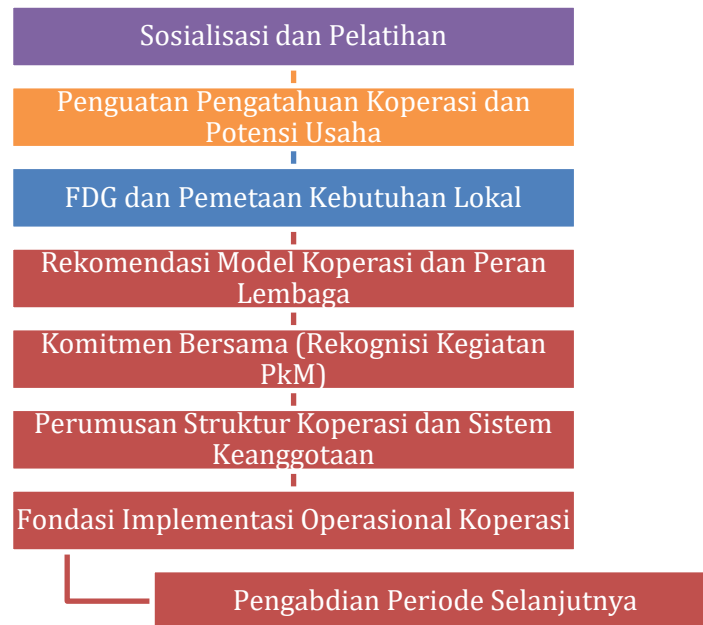 Sosialisasi dan Pelatihan
Penguatan Pengatahuan Koperasi dan
Potensi Usaha
FDG dan Pemetaan Kebutuhan Lokal
Rekomendasi Model Koperasi dan Peran
Lembaga
Komitmen Bersama (Rekognisi Kegiatan
PkM)
Perumusan Struktur Koperasi dan Sistem
Keanggotaan
Fondasi Implementasi Operasional Koperasi
Pengabdian Periode Selanjutnya